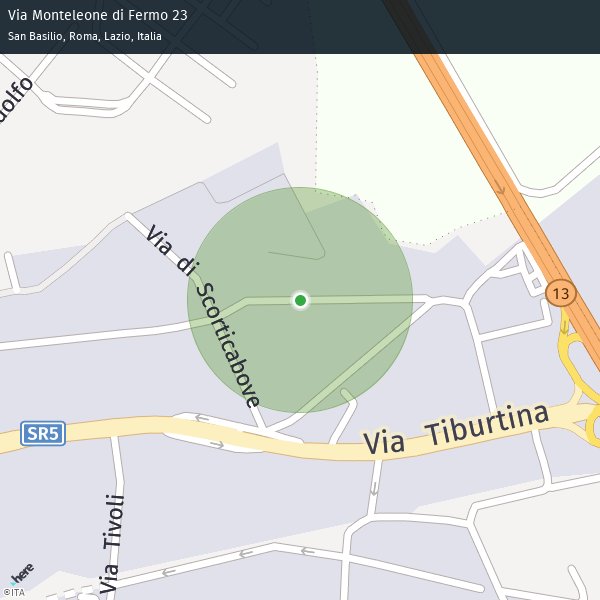 Via Monteleone di Fermo 23
San Basilio, Roma, Lazio, Italia
dolfo
Via di Scorticabove
13
SR5
Via Tiburtina
Via Tivoli
here
©ITA